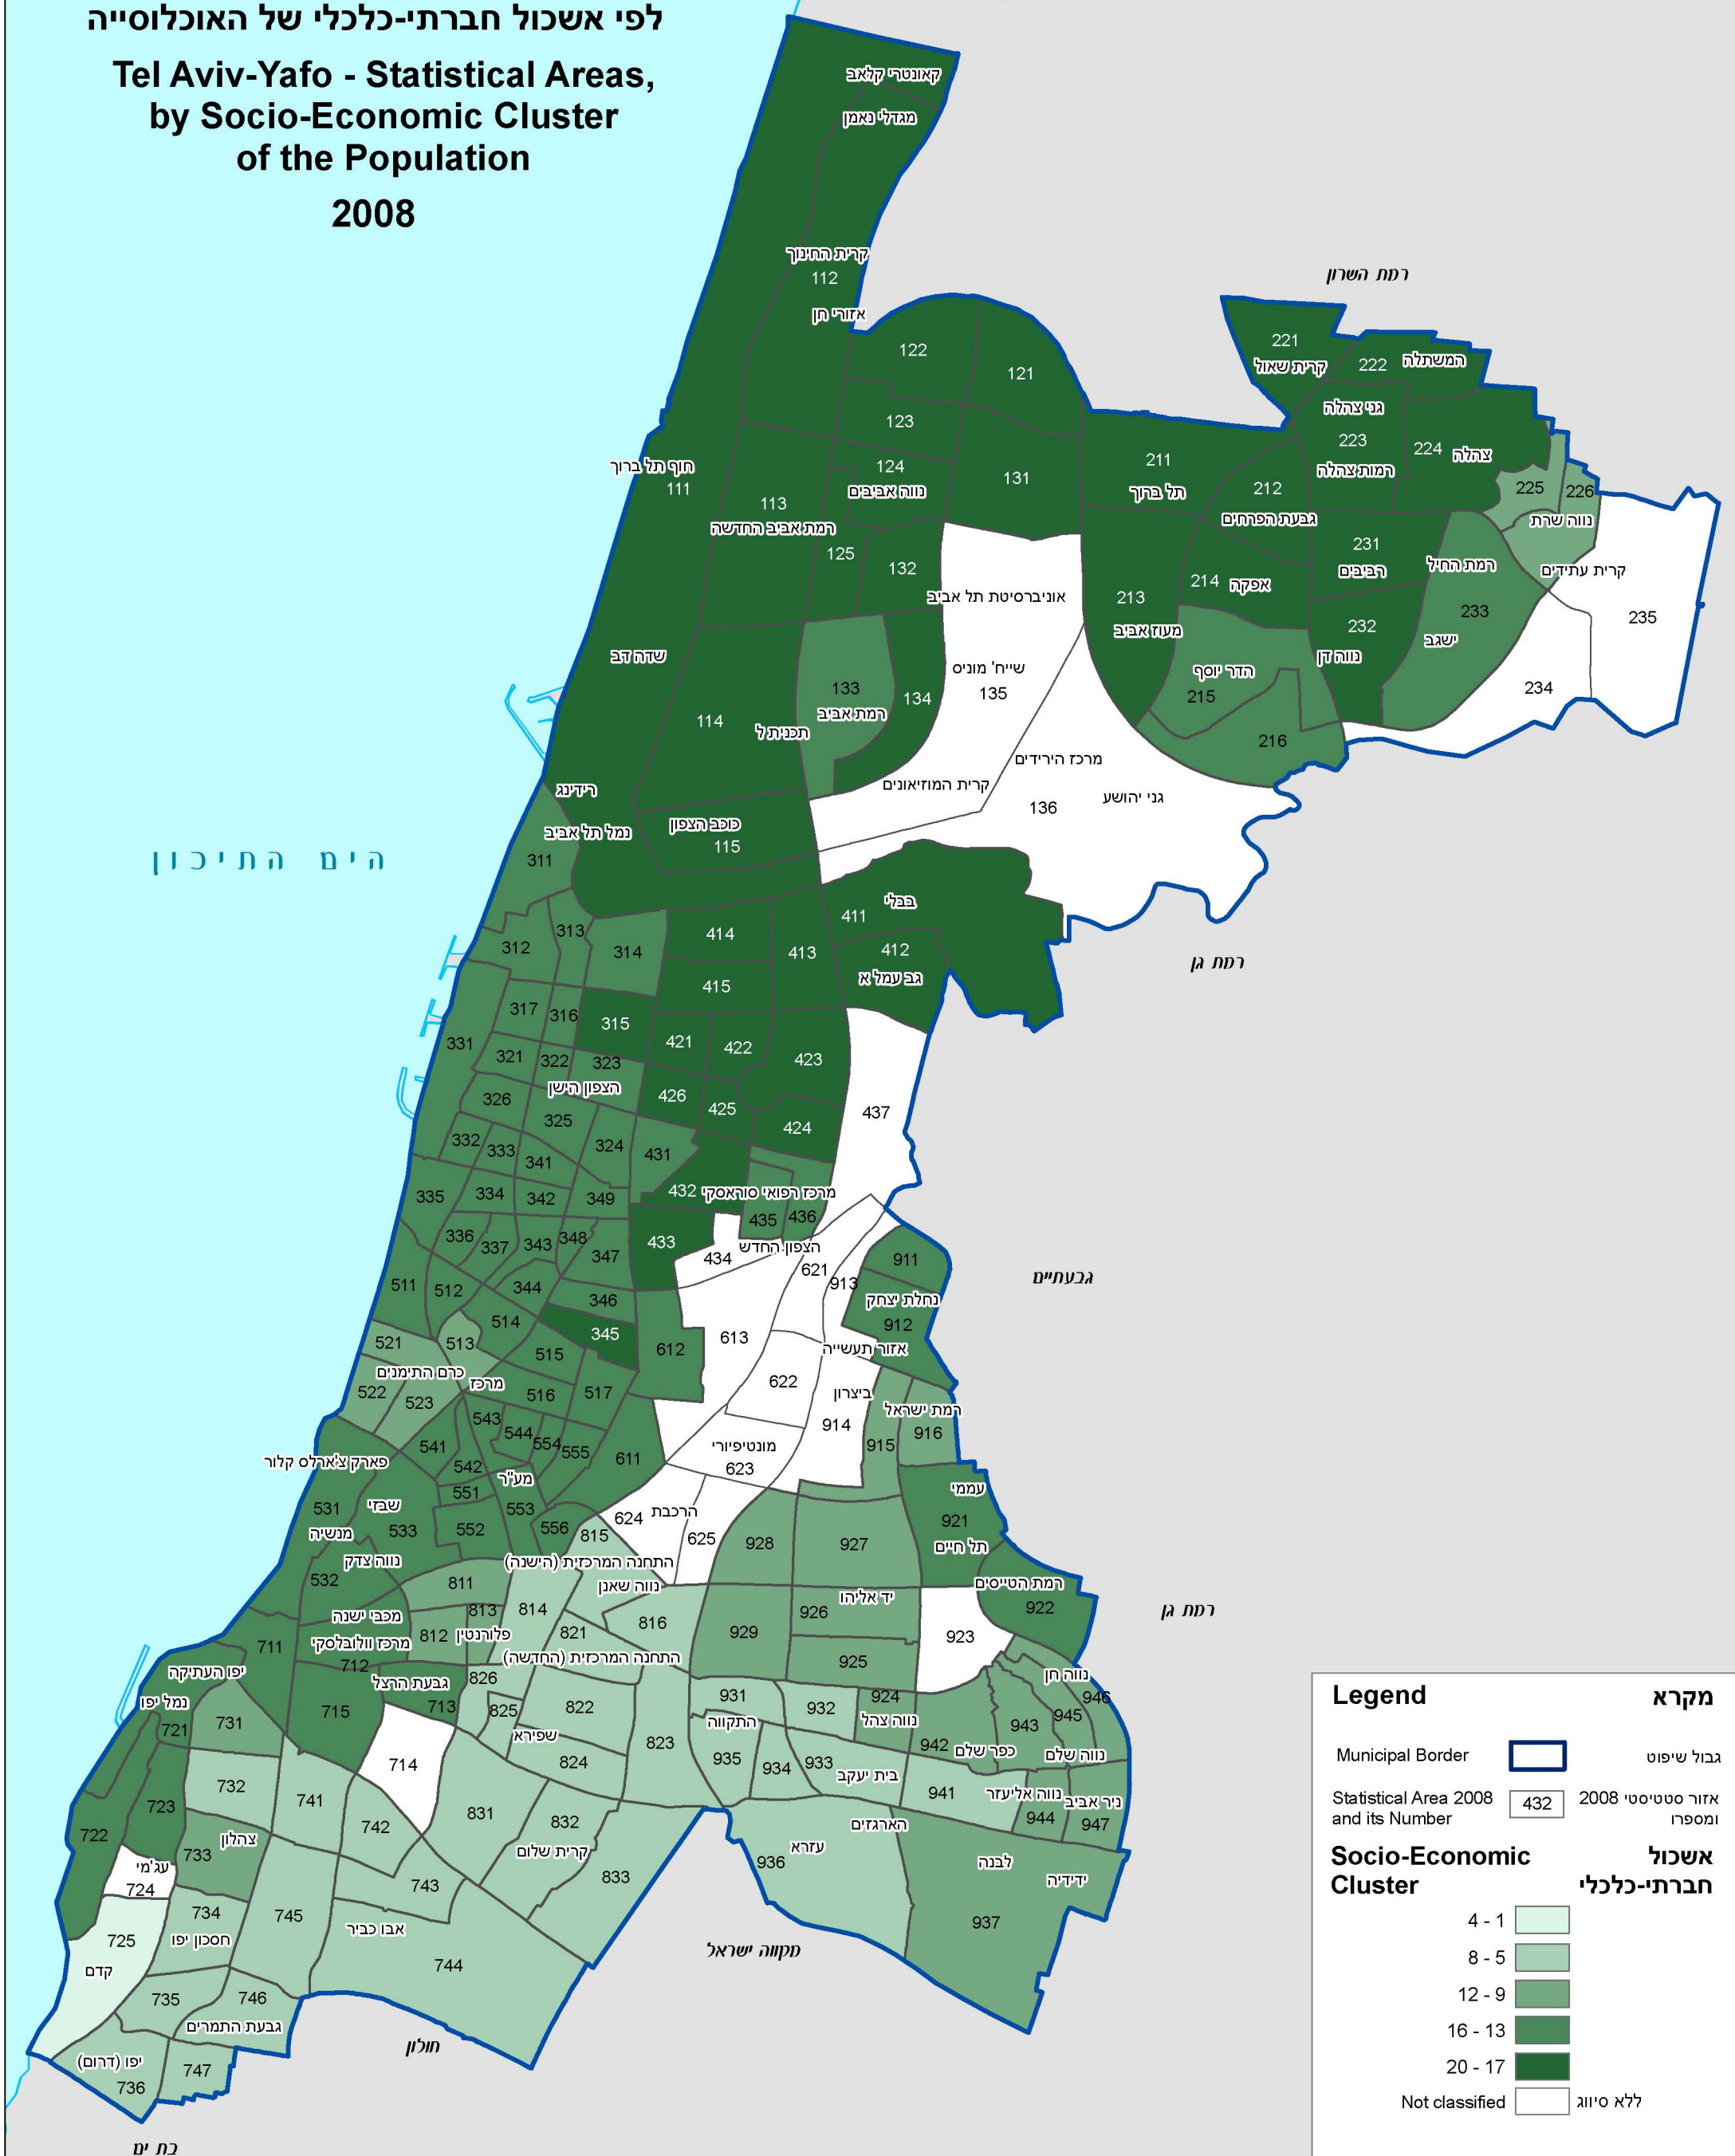 לפי אשכול חברתי-כלכלי של האוכלוסייה
Tel Aviv-Yafo - Statistical Areas,
by Socio-Economic Cluster
of the Population
2008
קאונטרי קלאב
מגדלי נאמן
קרית החינוך
112
אזורי חן
רמת השרון
221
קרית שאול
222
המשתלה
122
121
גני צהלה
123
223
224
צהלה
רמות צהלה
חוף תל ברוך
111
124
נווה אביבים
131
211
תל ברוך
212
גבעת הפרחים
225
226
נווה שרת
113
רמת אביב החדשה
125
132
231
רביבים
רמת החיל
קרית עתידים
אוניברסיטת תל אביב
213
מעוז אביב
214
אפקה
233
235
232
ישגב
שדה דב
שייח' מוניס
135
הדר יוסף
215
נווה דן
133
רמת אביב
134
234
114
תכנית ל
216
מרכז הירידים
קרית המוזיאונים
גני יהושע
136
רידינג
נמל תל אביב
כוכב הצפון
115
הים התיכון
311
בבלי
411
412
גב עמל א
רמת גן
312
313
314
414
413
415
317
316
315
331
321
322
323
הצפון הישן
421
422
423
326
325
426
425
424
437
332
333
341
324
431
335
334
342
349
432
מרכז רפואי סוראסקי
435
436
336
337
343
348
347
433
434
הצפון החדש
621
913
911
גבעתיים
511
512
344
346
נחלת יצחק
912
514
345
613
521
513
515
612
אזור תעשייה
כרם התימנים
מרכז
522
523
516
517
622
ביצרון
914
רמת ישראל
915
916
543
544
554
555
541
542
611
מונטיפיורי
623
פארק צ'ארלס קלור
מע"ר
551
553
עממי
531
שבזי
533
552
556
815
624
הרכבת
625
928
927
921
תל חיים
מנשיה
נווה צדק
התחנה המרכזית (הישנה)
532
811
נווה שאנן
רמת הטייסים
922
יד אליהו
מכבי ישנה
813
814
816
926
רמת גן
מרכז וולובלסקי
812
פלורנטין
821
929
923
711
712
התחנה המרכזית (החדשה)
925
יפו העתיקה
גבעת הרצל
826
נווה חן
נמל יפו
713
825
822
931
932
924
946
721
731
715
שפירא
התקווה
נווה צהל
943
945
714
823
935
934
933
942
כפר שלם
נווה שלם
824
732
בית יעקב
941
נווה אליעזר
ניר אביב
723
741
742
831
832
944
947
722
צהלון
הארגזים
733
קרית שלום
עזרא
עג'מי
724
936
לבנה
743
833
ידידיה
734
745
אבו כביר
937
725
חסכון יפו
קדם
מקווה ישראל
744
735
746
גבעת התמרים
חולון
יפו (דרום)
736
747
בת ים
Legend מקרא
Municipal Border גבול שיפוט
Statistical Area 2008 432 אזור סטטיסטי 2008
and its Number ומספרו
Socio-Economic אשכול
Cluster חברתי-כלכלי
4 - 1
8 - 5
12 - 9
16 - 13
20 - 17
Not classified ללא סיווג